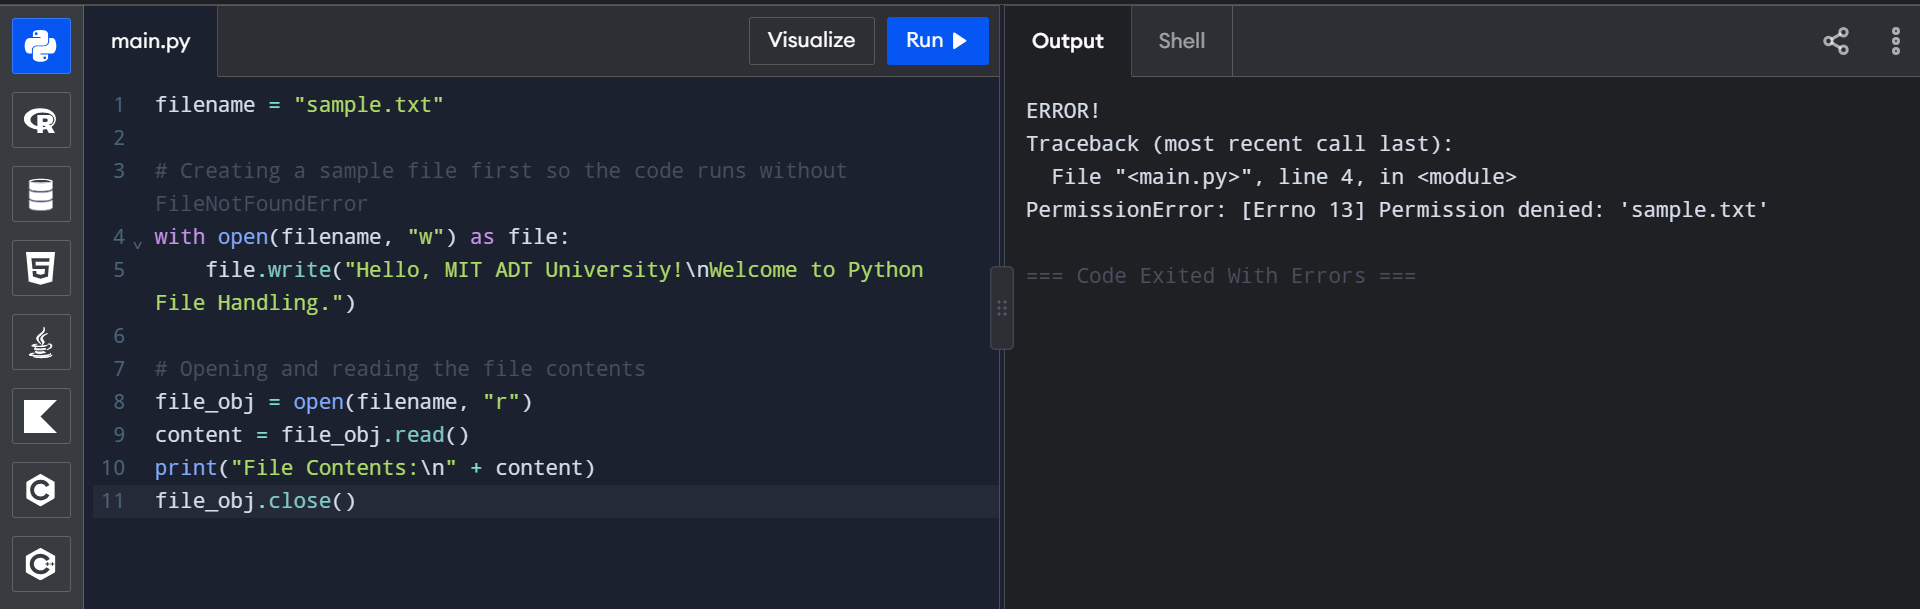 main.py
Visualize
Run
Output
Shell
1 filename = "sample.txt"
2
3 # Creating a sample file first so the code runs without
FileNotFoundError
4 with open(filename, "w") as file:
5 file.write("Hello, MIT ADT University!\nWelcome to Python
File Handling.")
6
7 # Opening and reading the file contents
8 file_obj = open(filename, "r")
9 content = file_obj.read()
10 print("File Contents:\n" + content)
11 file_obj.close()
ERROR!
Traceback (most recent call last):
File "<main.py>", line 4, in <module>
PermissionError: [Errno 13] Permission denied: 'sample.txt'
=== Code Exited With Errors ===
R
5
C
C++